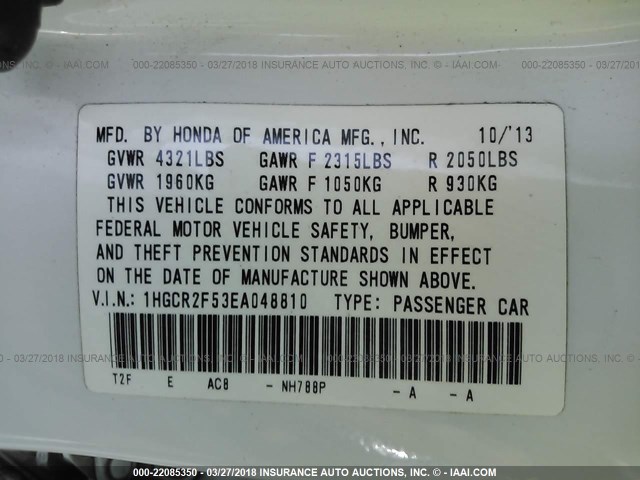 000-22085350 - 03/27/2018 INSURANCE AUTO AUCTIONS, INC. © - IAAI.COM
MFD. BY HONDA OF AMERICA MFG., INC. 10/'13
GVWR 4321LBS GAWR F 2315LBS R 2050LBS
GVWR 1960KG GAWR F 1050KG R 930KG
THIS VEHICLE CONFORMS TO ALL APPLICABLE
FEDERAL MOTOR VEHICLE SAFETY, BUMPER,
AND THEFT PREVENTION STANDARDS IN EFFECT
ON THE DATE OF MANUFACTURE SHOWN ABOVE.
V.I.N.: 1HGCR2F53EA048810 TYPE: PASSENGER CAR
T2F E AC8 - NH788P - A - A
000-22085350 - 03/27/2018 INSURANCE AUTO AUCTIONS, INC. © - IAAI.COM